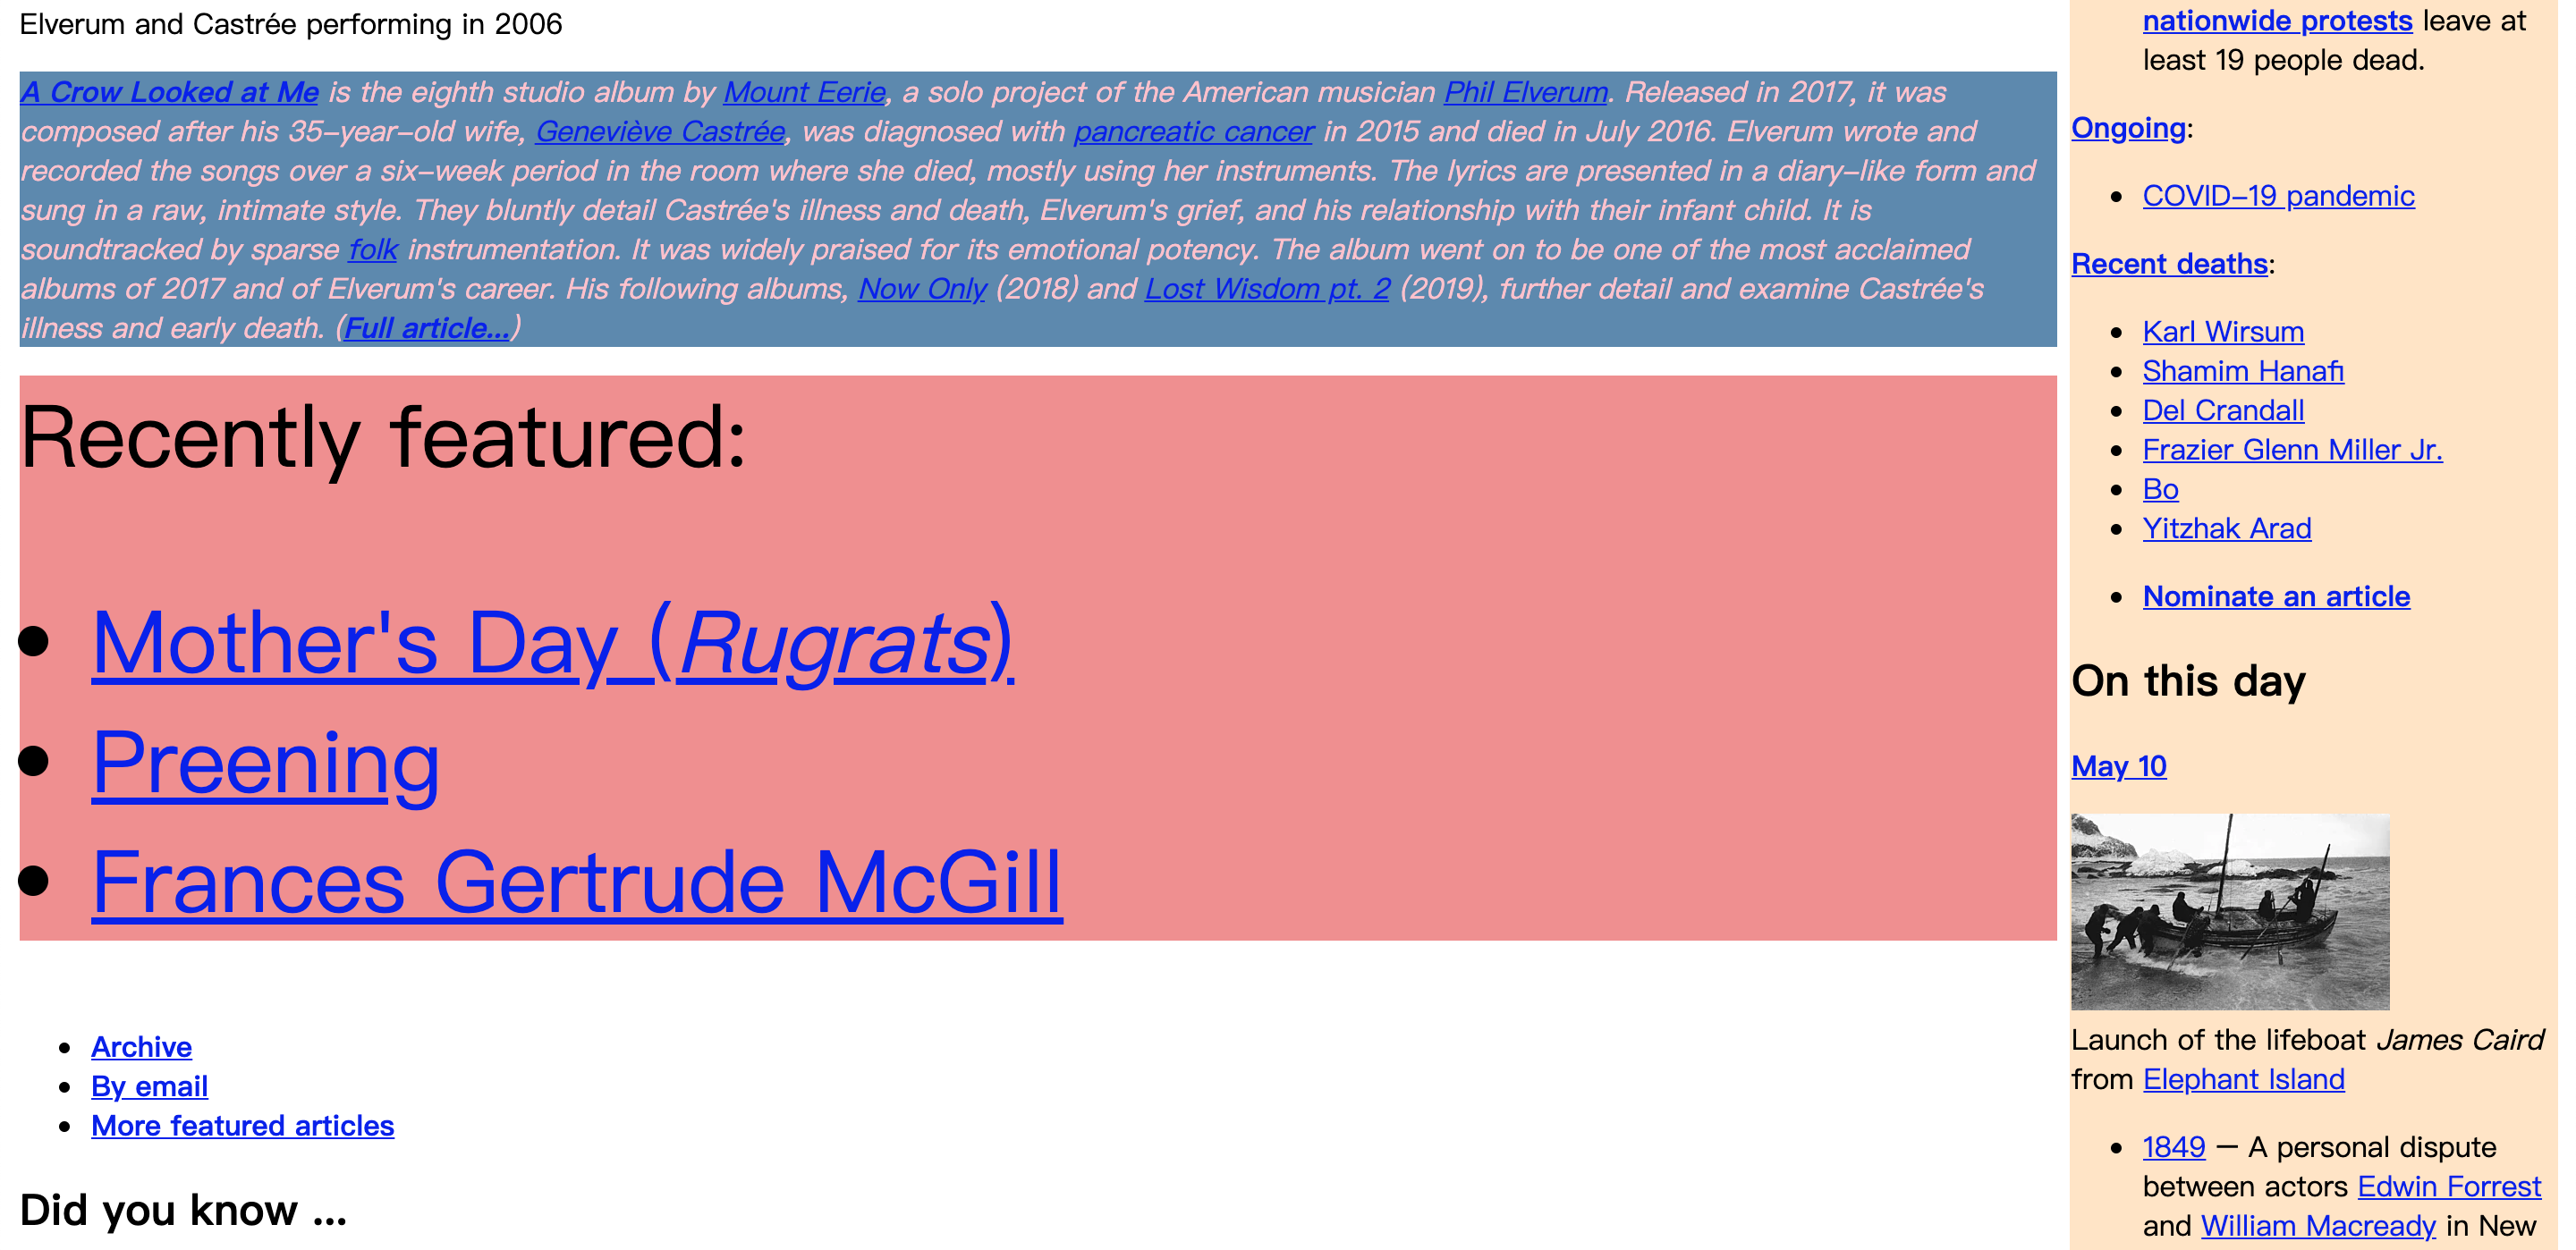 Elverum and Castrée performing in 2006
A Crow Looked at Me is the eighth studio album by Mount Eerie, a solo project of the American musician Phil Elverum. Released in 2017, it was
composed after his 35-year-old wife, Geneviève Castrée, was diagnosed with pancreatic cancer in 2015 and died in July 2016. Elverum wrote and
recorded the songs over a six-week period in the room where she died, mostly using her instruments. The lyrics are presented in a diary-like form and
sung in a raw, intimate style. They bluntly detail Castrée's illness and death, Elverum's grief, and his relationship with their infant child. It is
soundtracked by sparse folk instrumentation. It was widely praised for its emotional potency. The album went on to be one of the most acclaimed
albums of 2017 and of Elverum's career. His following albums, Now Only (2018) and Lost Wisdom pt. 2 (2019), further detail and examine Castrée's
illness and early death. (Full article...)
Recently featured:
Mother's Day (Rugrats)
Preening
Frances Gertrude McGill
Archive
By email
More featured articles
Did you know ...
nationwide protests leave at
least 19 people dead.
Ongoing:
COVID-19 pandemic
Recent deaths:
Karl Wirsum
Shamim Hanafi
Del Crandall
Frazier Glenn Miller Jr.
Bo
Yitzhak Arad
Nominate an article
On this day
May 10
Launch of the lifeboat James Caird
from Elephant Island
1849 – A personal dispute
between actors Edwin Forrest
and William Macready in New